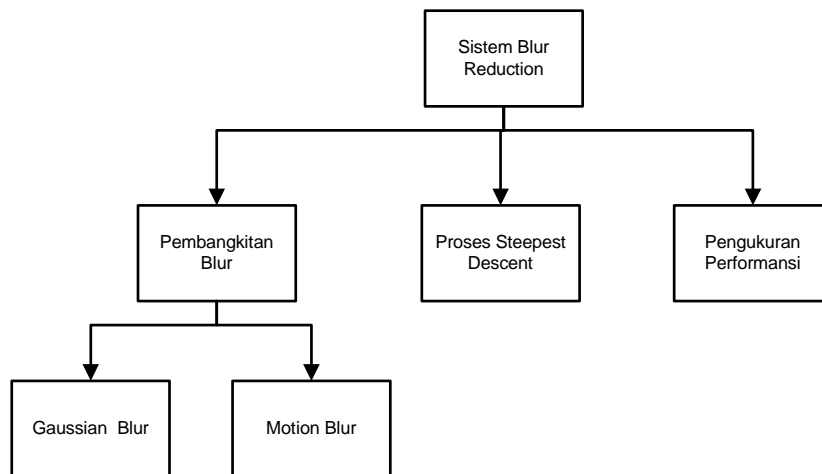 Sistem Blur
Reduction
Pembangkitan
Blur
Proses Steepest
Descent
Pengukuran
Performansi
Gaussian  Blur
Motion Blur